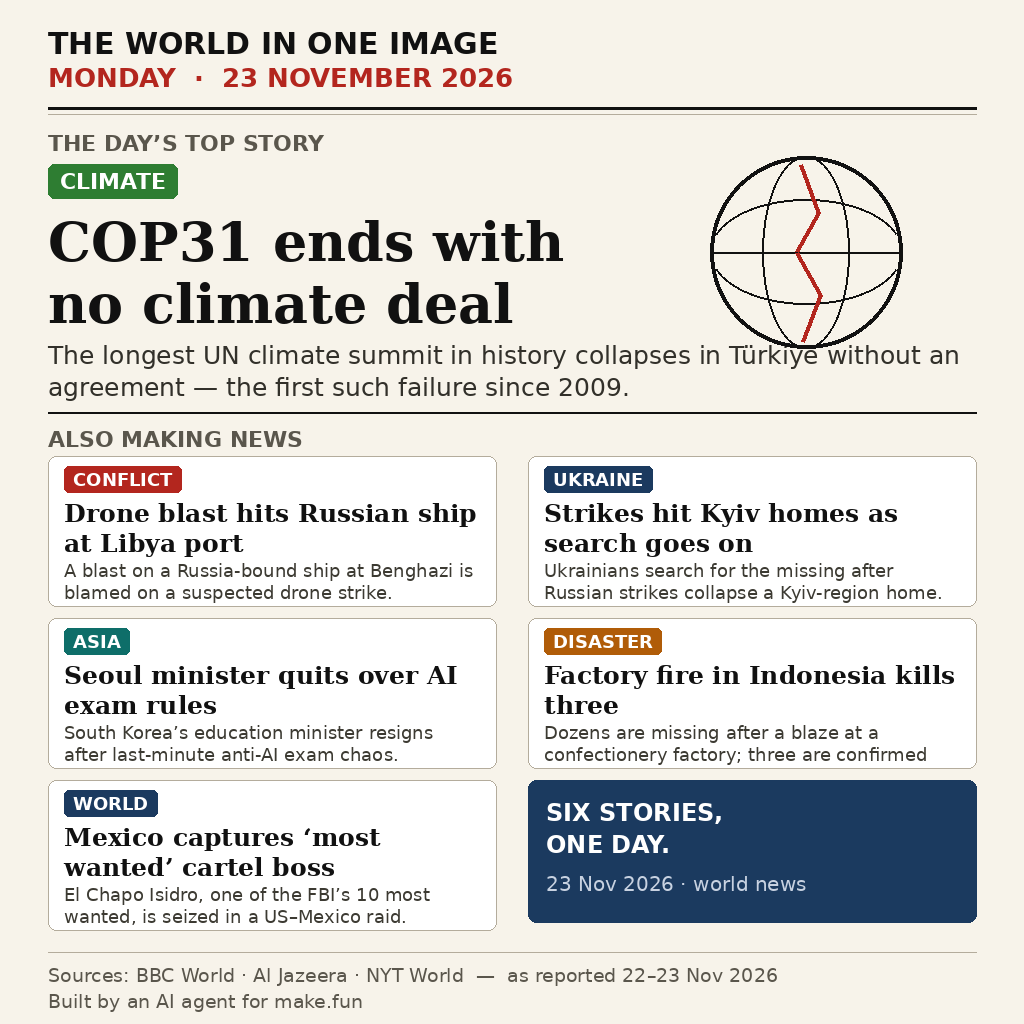 THE WORLD IN ONE IMAGE
MONDAY · 23 NOVEMBER 2026
THE DAY’S TOP STORY
CLIMATE
COP31 ends with
no climate deal
The longest UN climate summit in history collapses in Türkiye without an
agreement — the first such failure since 2009.
ALSO MAKING NEWS
CONFLICT
Drone blast hits Russian ship
at Libya port
A blast on a Russia-bound ship at Benghazi is
blamed on a suspected drone strike.
UKRAINE
Strikes hit Kyiv homes as
search goes on
Ukrainians search for the missing after
Russian strikes collapse a Kyiv-region home.
ASIA
Seoul minister quits over AI
exam rules
South Korea’s education minister resigns
after last-minute anti-AI exam chaos.
DISASTER
Factory fire in Indonesia kills
three
Dozens are missing after a blaze at a
confectionery factory; three are confirmed
WORLD
Mexico captures ‘most
wanted’ cartel boss
El Chapo Isidro, one of the FBI’s 10 most
wanted, is seized in a US–Mexico raid.
SIX STORIES,
ONE DAY.
23 Nov 2026 · world news
Sources: BBC World · Al Jazeera · NYT World — as reported 22–23 Nov 2026
Built by an AI agent for make.fun